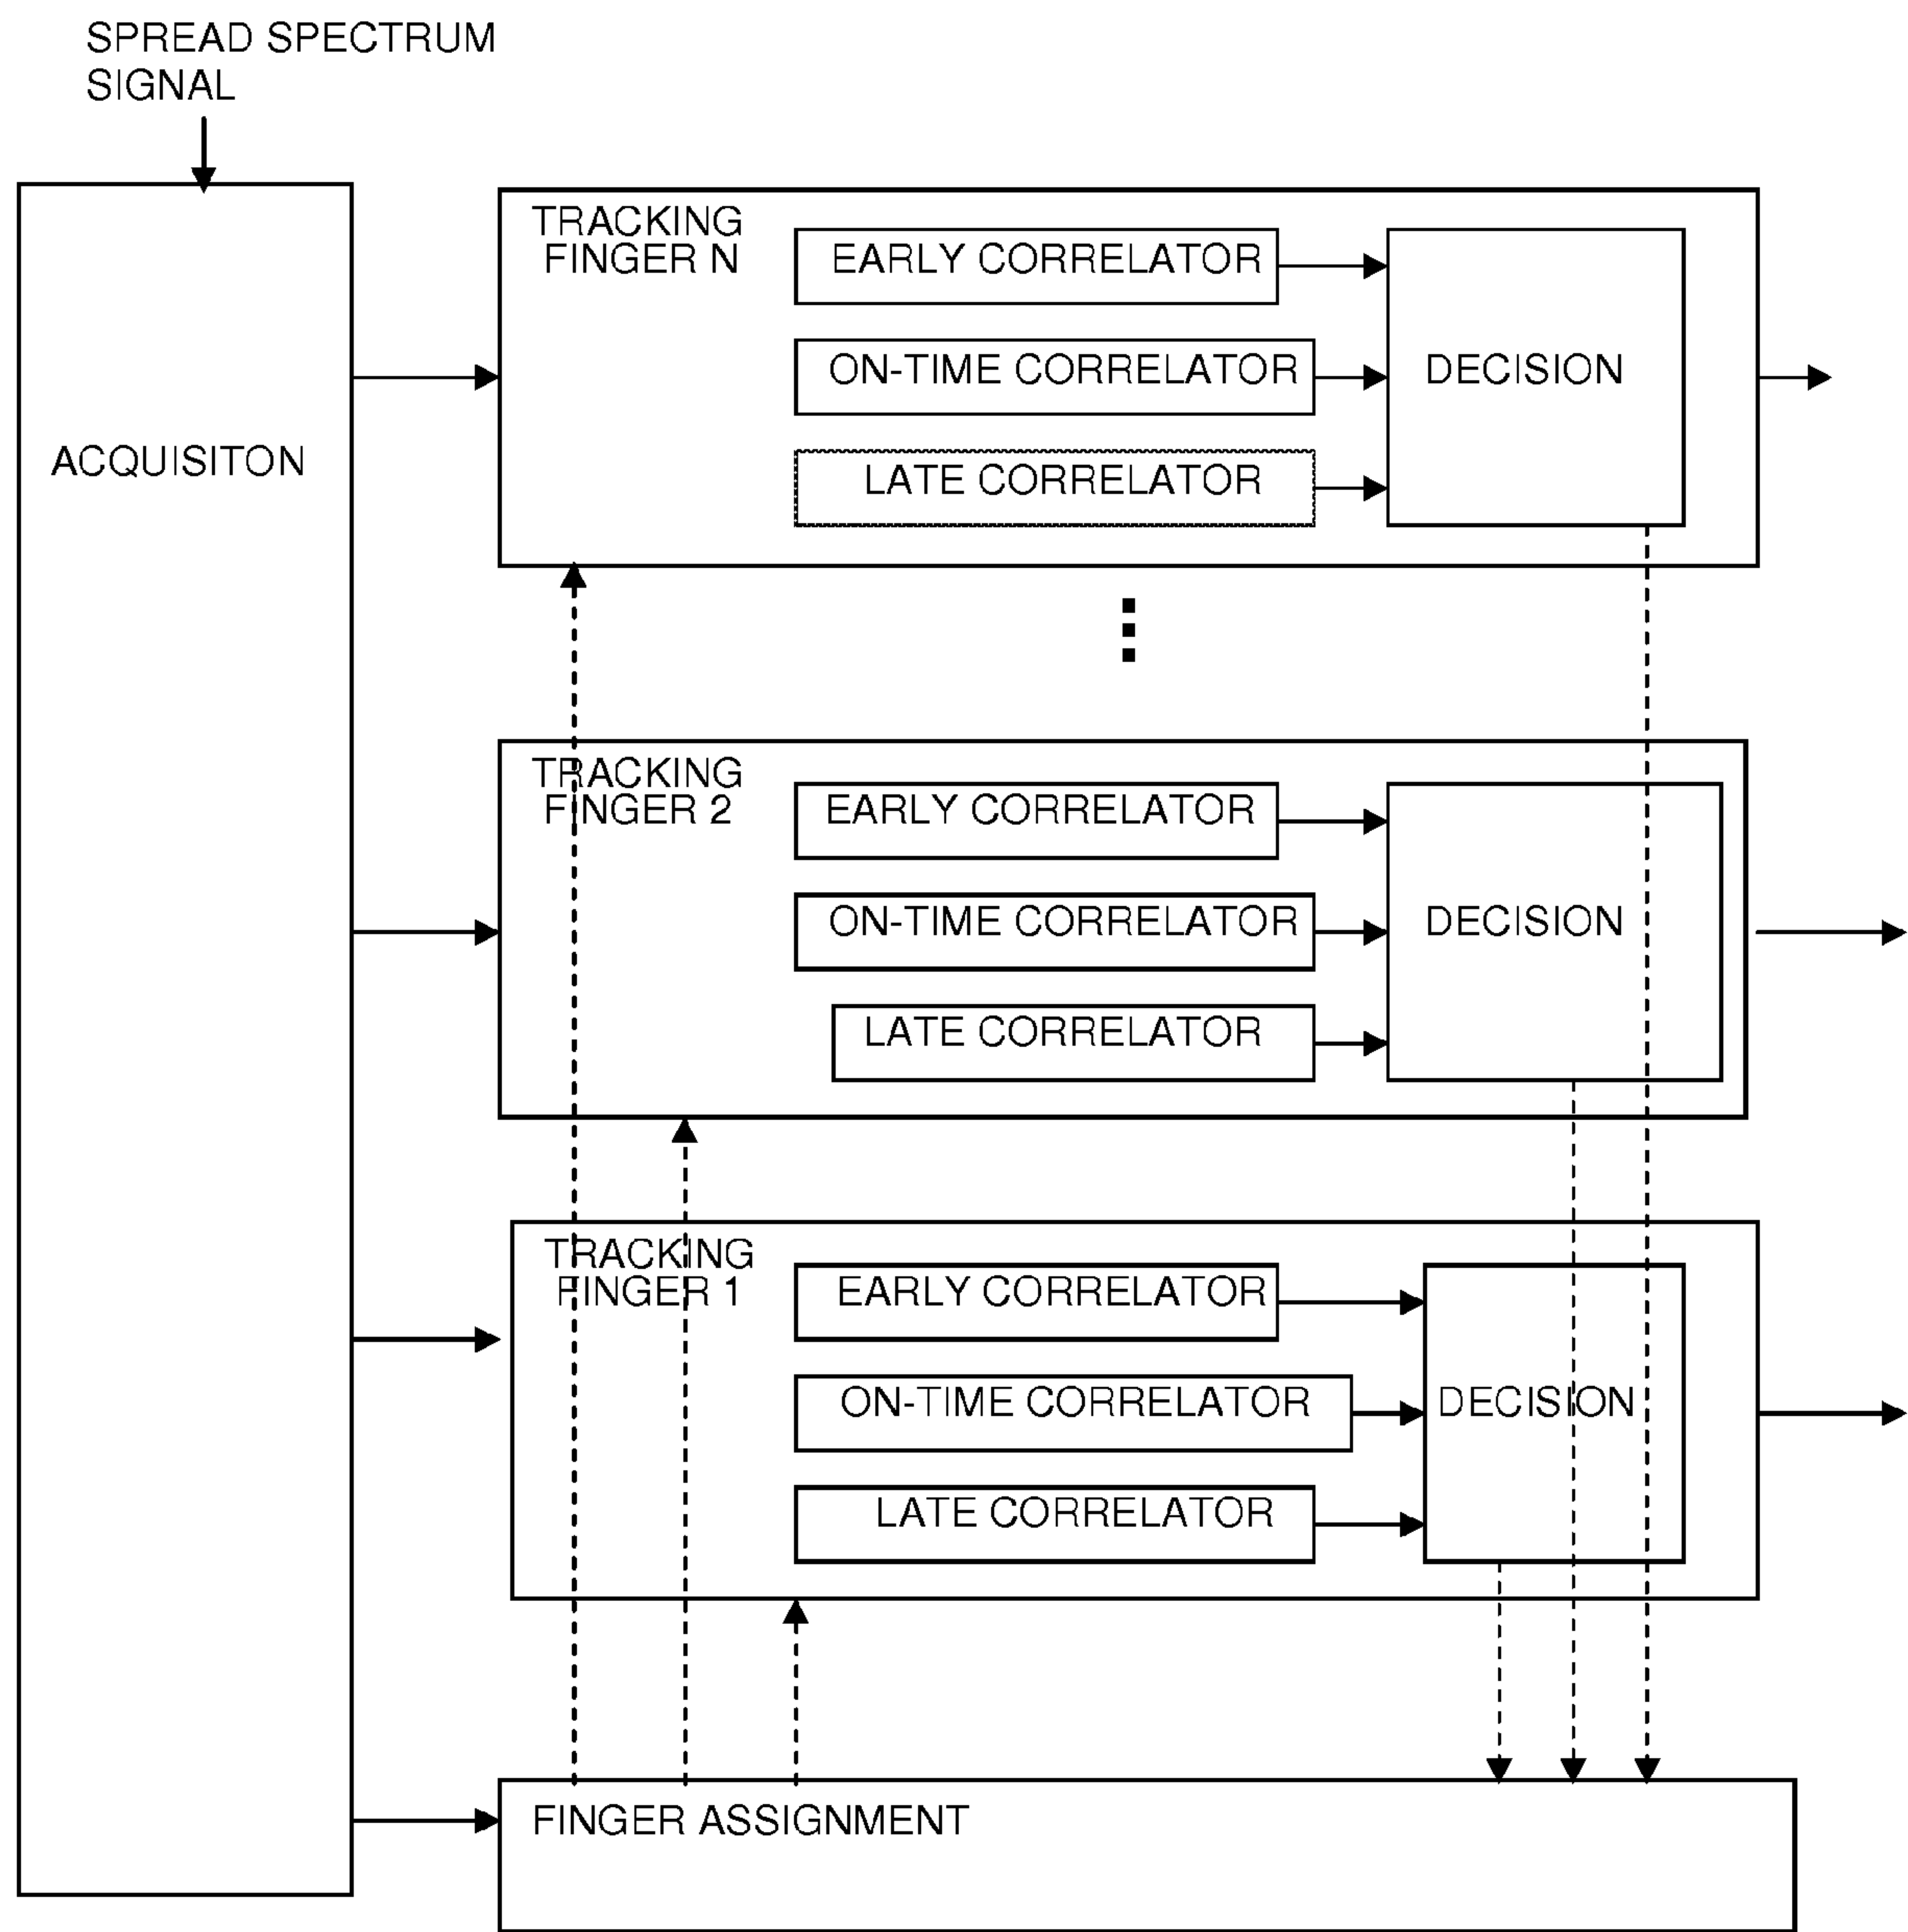 SPREAD SPECTRUM
SIGNAL
ACQUISITON
TRACKING
FINGER N
EARLY CORRELATOR
ON-TIME CORRELATOR
LATE CORRELATOR
DECISION
TRACKING
FINGER 2
EARLY CORRELATOR
ON-TIME CORRELATOR
LATE CORRELATOR
DECISION
TRACKING
FINGER 1
EARLY CORRELATOR
ON-TIME CORRELATOR
LATE CORRELATOR
DECISION
FINGER ASSIGNMENT